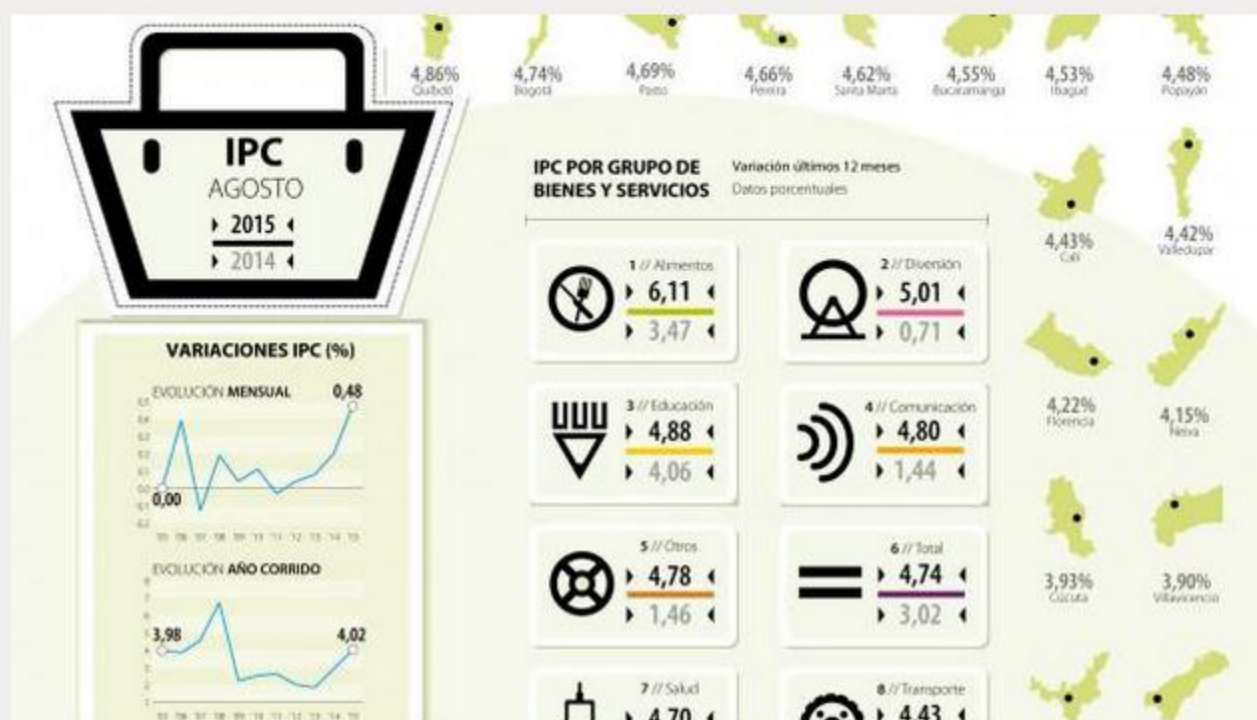 4,86%
Quibdó
4,74%
Bogotá
4,69%
Pasto
4,66%
Pereira
4,62%
Santa Marta
4,55%
Bucaramanga
4,53%
Ibagué
4,48%
Popayán
IPC
AGOSTO
2015
2014
IPC POR GRUPO DE
BIENES Y SERVICIOS
Variación últimos 12 meses
Datos porcentuales
4,43%
Cali
4,42%
Valledupar
1 // Alimentos
6,11
3,47
2 // Diversión
5,01
0,71
VARIACIONES IPC (%)
EVOLUCIÓN MENSUAL
0,48
0,00
3 // Educación
4,88
4,06
4 // Comunicación
4,80
1,44
4,22%
Florencia
4,15%
Neiva
5 // Otros
4,78
1,46
6 // Total
4,74
3,02
3,93%
Cúcuta
3,90%
Villavicencio
EVOLUCIÓN AÑO CORRIDO
3,98
4,02
7 // Salud
4,70
8 // Transporte
4,43